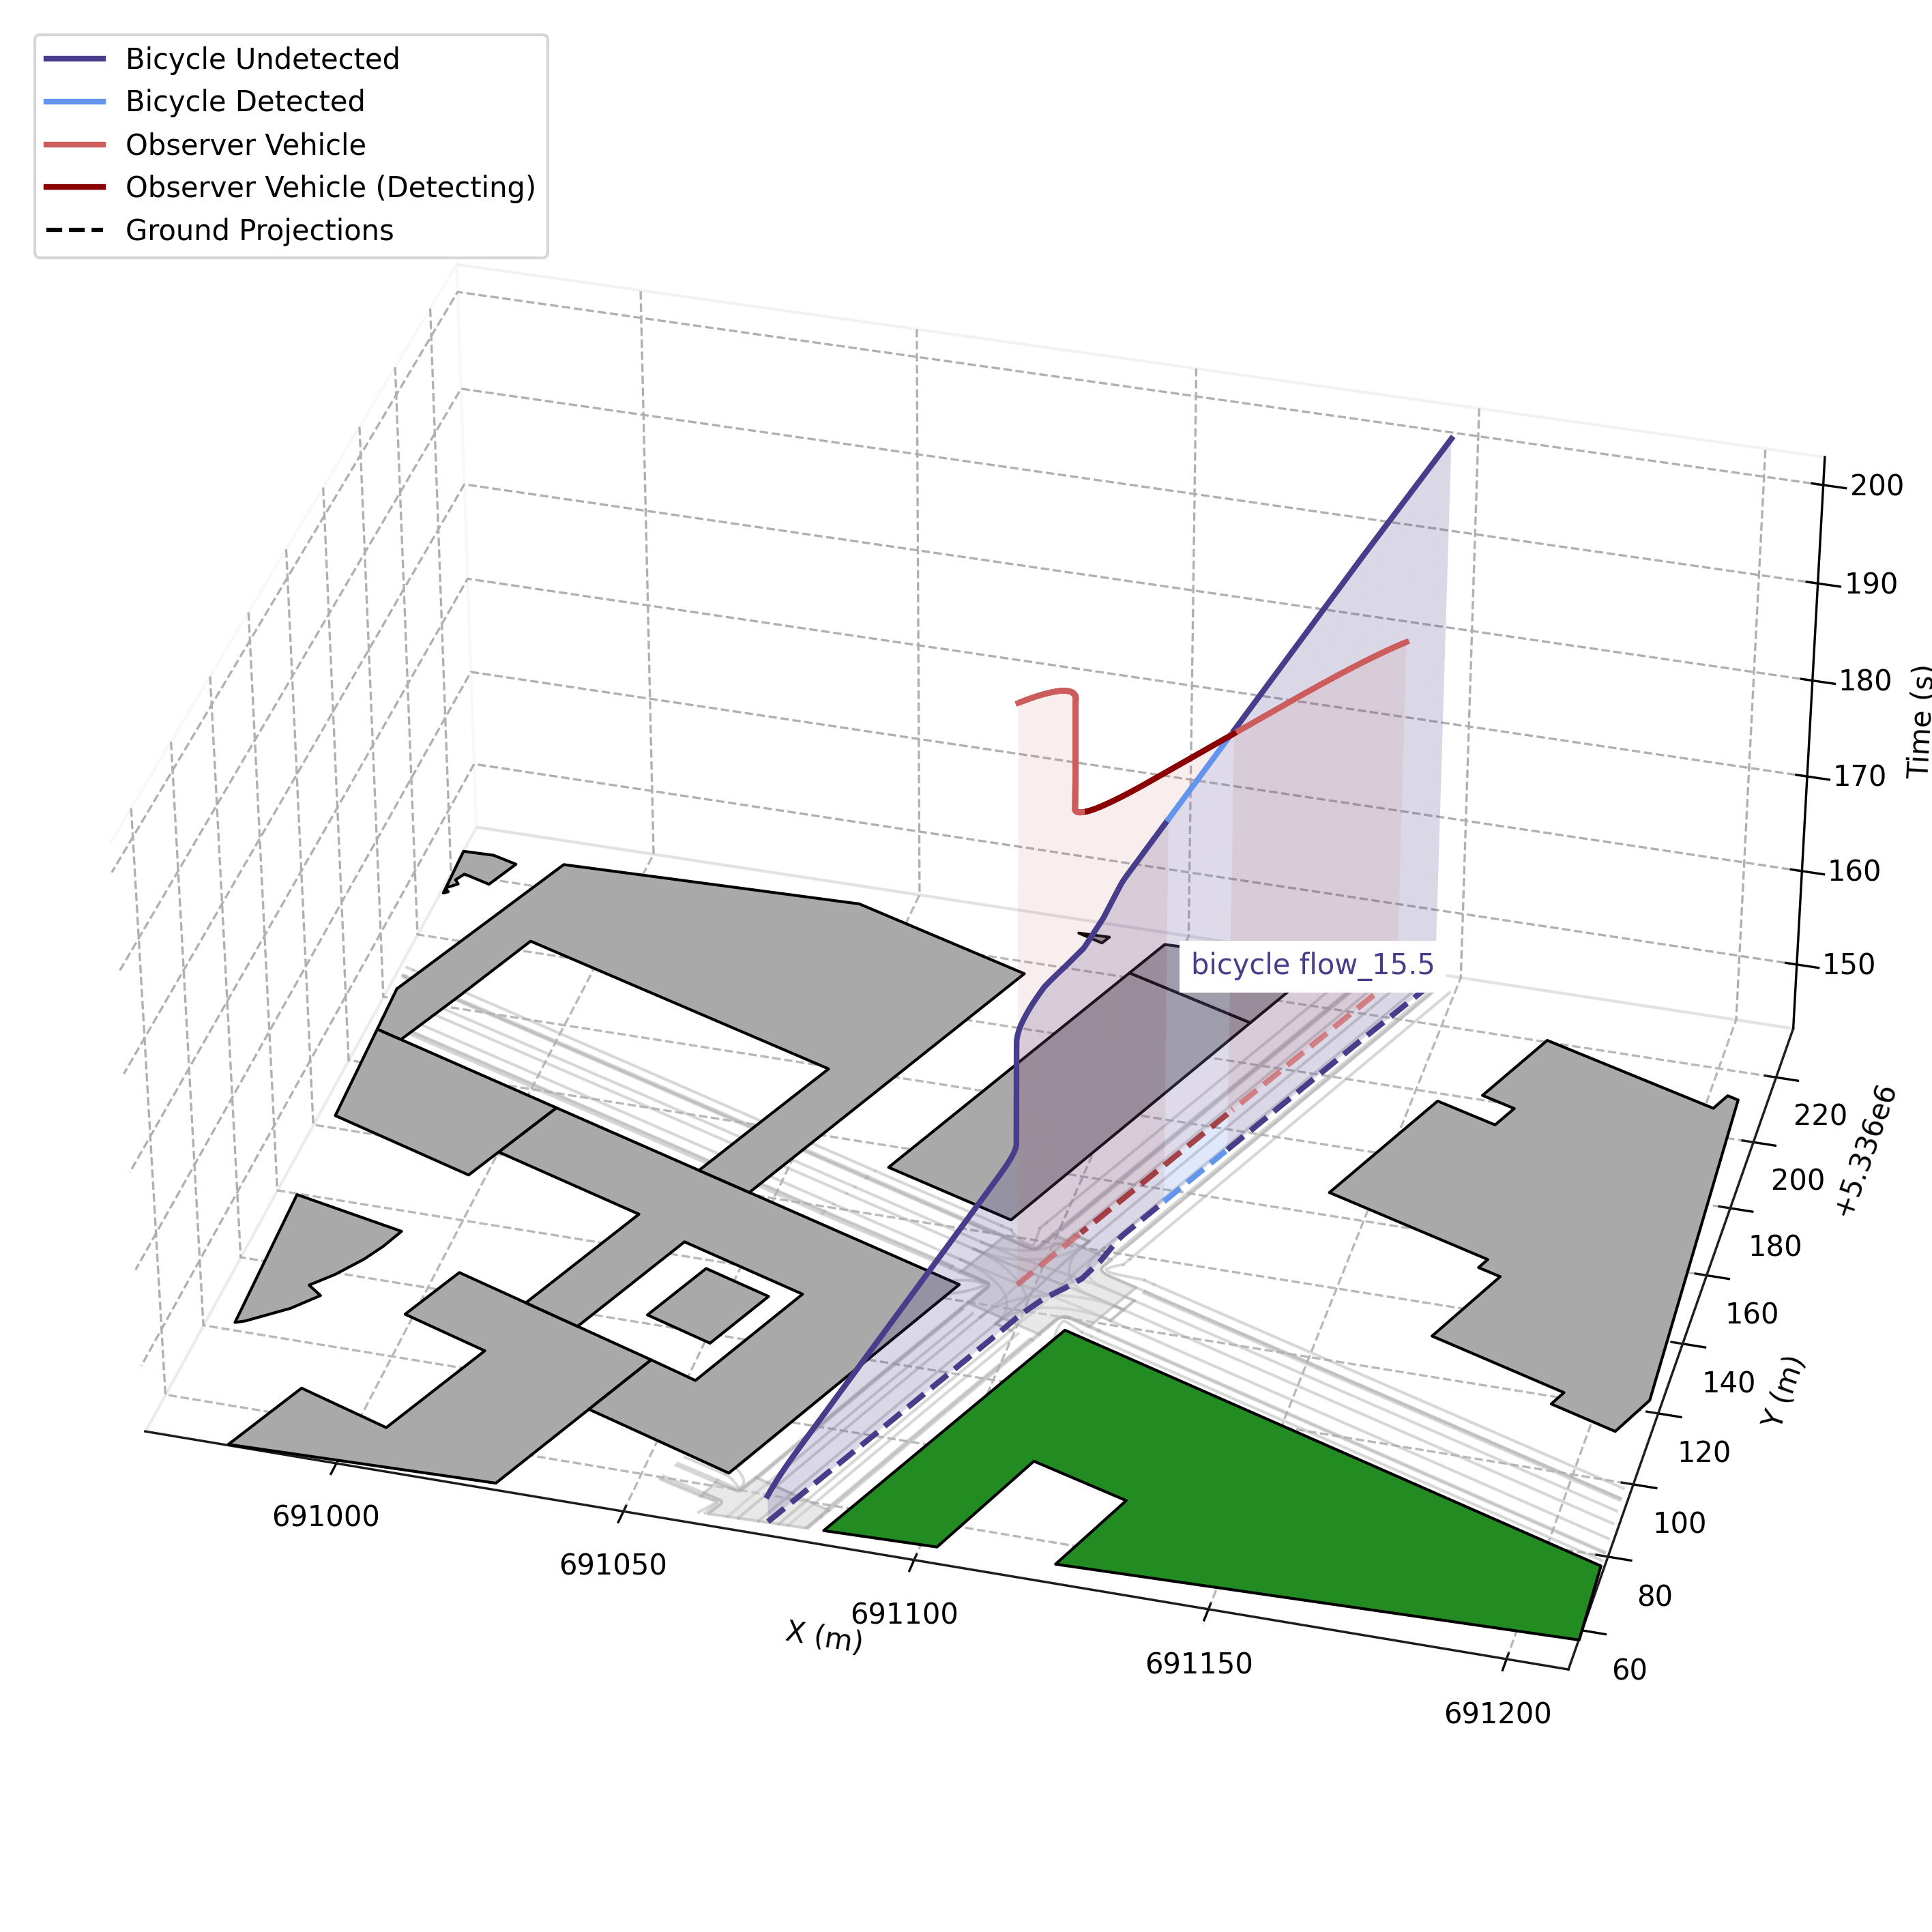 Bicycle Undetected
Bicycle Detected
Observer Vehicle
Observer Vehicle (Detecting)
Ground Projections
200
190
180
170
160
150
Time (s)
bicycle flow_15.5
220
200
180
160
140
120
100
80
60
+5.336e6
Y (m)
691000
691050
691100
691150
691200
X (m)